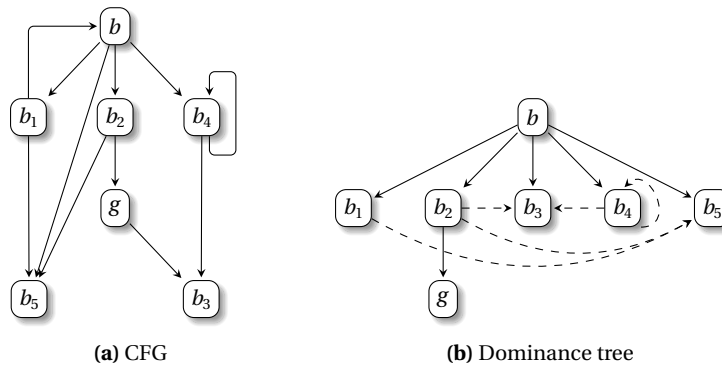 b
b₁ b₂ b₄
g
b₅ b₃
(a) CFG
b
b₁ b₂ b₃ b₄ b₅
g
(b) Dominance tree